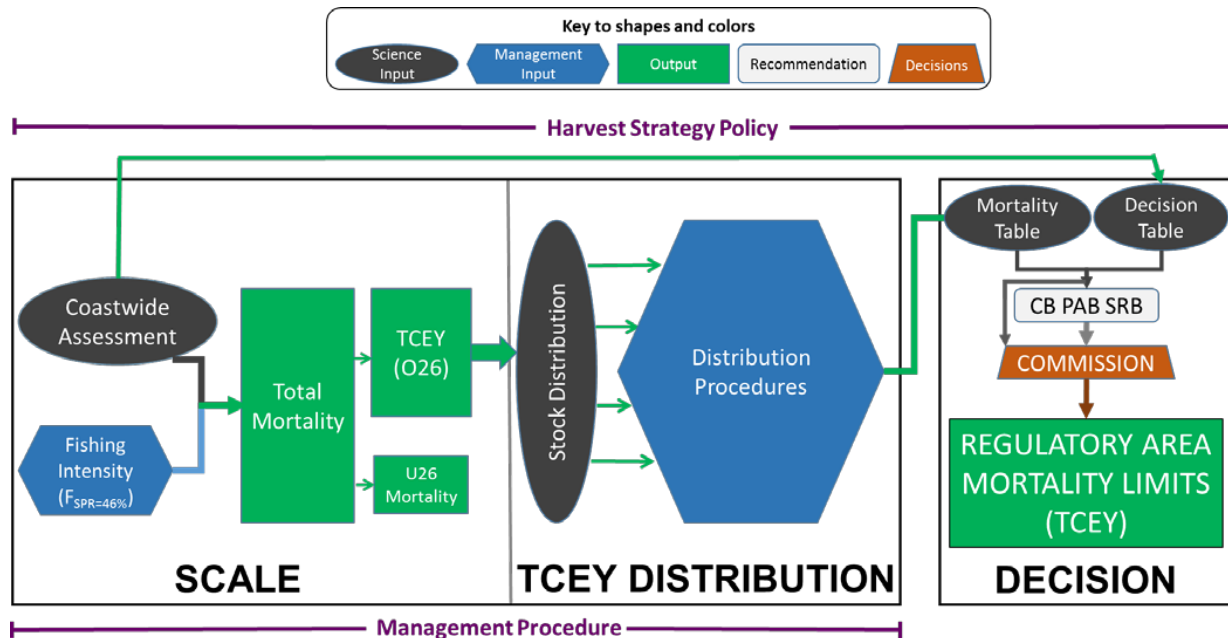 Key to shapes and colors
Science
Input
Management
Input
Output
Recommendation
Decisions
Harvest Strategy Policy
Coastwide
Assessment
Fishing
Intensity
(FSPR=46%)
Total
Mortality
TCEY
(O26)
U26
Mortality
SCALE
Stock Distribution
Distribution
Procedures
TCEY DISTRIBUTION
Mortality
Table
Decision
Table
CB PAB SRB
COMMISSION
REGULATORY AREA
MORTALITY LIMITS
(TCEY)
DECISION
Management Procedure